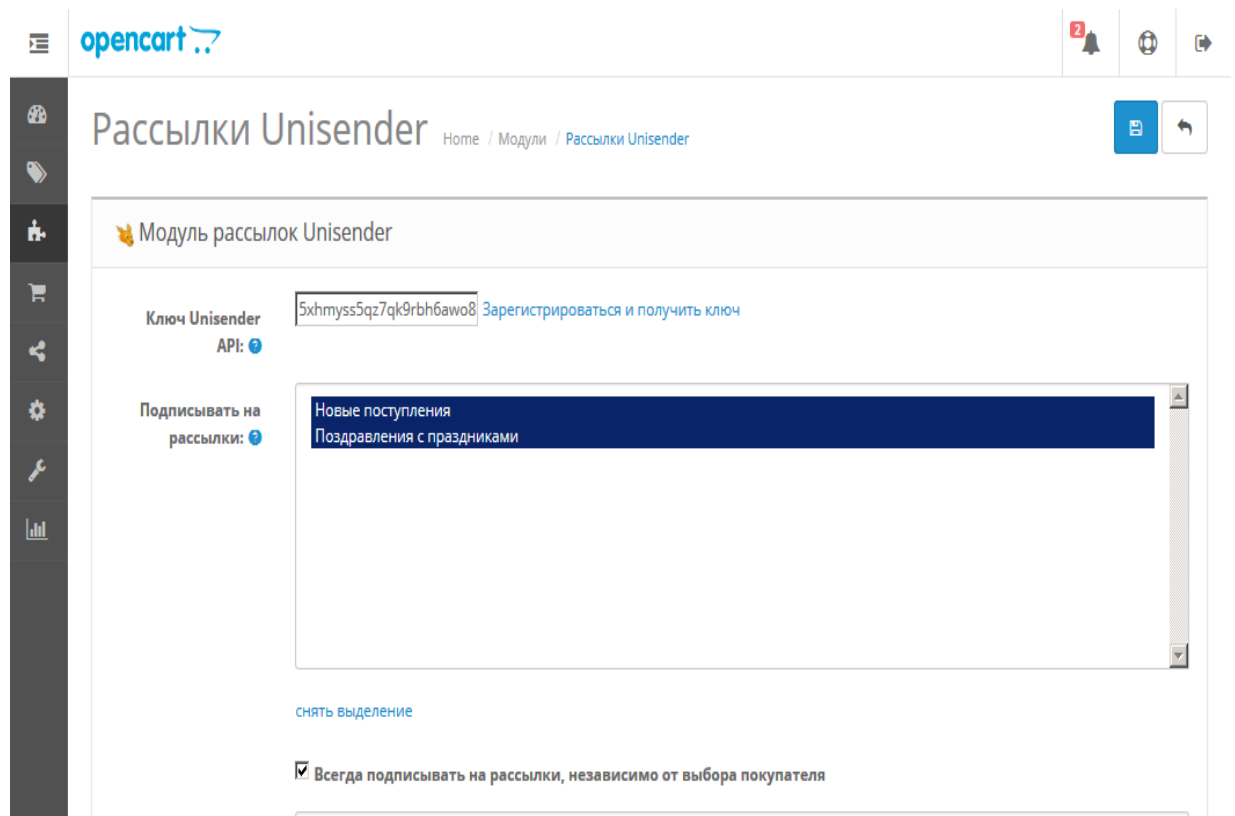 opencart
2
Рассылки Unisender Home / Модули / Рассылки Unisender
Модуль рассылок Unisender
Ключ Unisender API: 5xhmyss5qz7qk9rbh6awo8 Зарегистрироваться и получить ключ
Подписывать на рассылки:
Новые поступления
Поздравления с праздниками
снять выделение
Всегда подписывать на рассылки, независимо от выбора покупателя